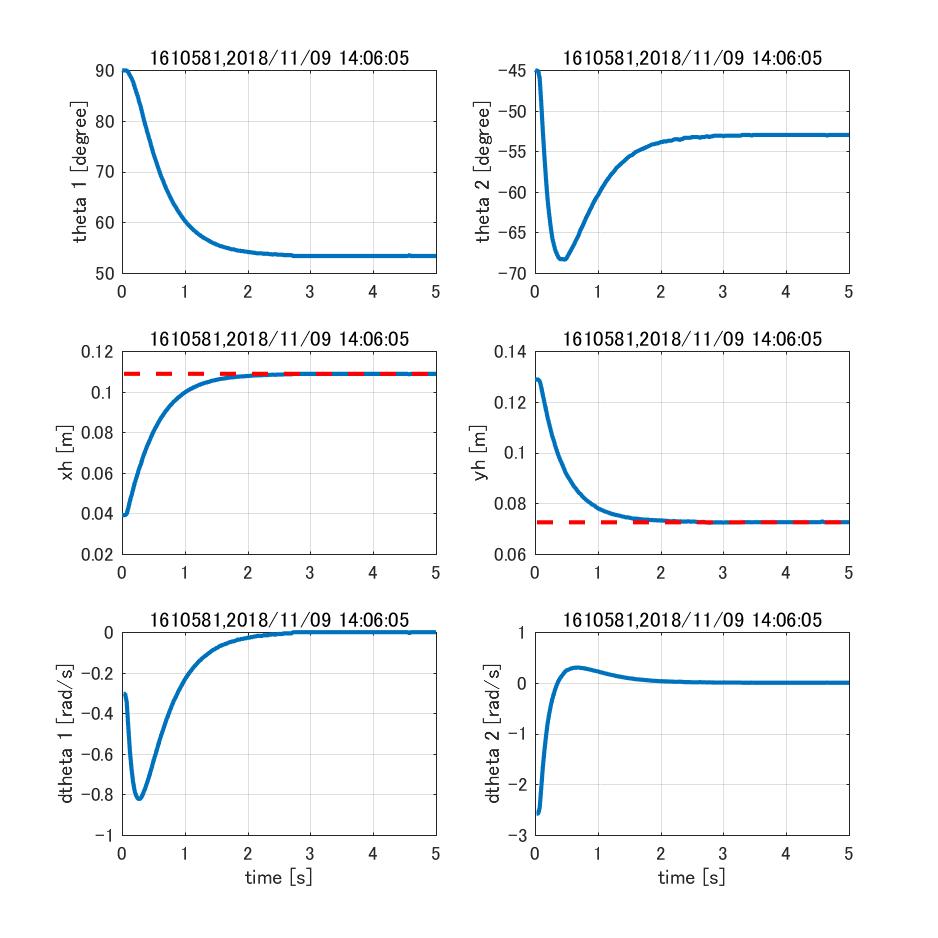 1610581,2018/11/09 14:06:05
90
80
70
60
50
theta 1 [degree]
0 1 2 3 4 5
1610581,2018/11/09 14:06:05
-45
-50
-55
-60
-65
-70
theta 2 [degree]
0 1 2 3 4 5
1610581,2018/11/09 14:06:05
0.12
0.1
0.08
0.06
0.04
0.02
xh [m]
0 1 2 3 4 5
1610581,2018/11/09 14:06:05
0.14
0.12
0.1
0.08
0.06
yh [m]
0 1 2 3 4 5
1610581,2018/11/09 14:06:05
0
-0.2
-0.4
-0.6
-0.8
-1
dtheta 1 [rad/s]
0 1 2 3 4 5
time [s]
1610581,2018/11/09 14:06:05
1
0
-1
-2
-3
dtheta 2 [rad/s]
0 1 2 3 4 5
time [s]